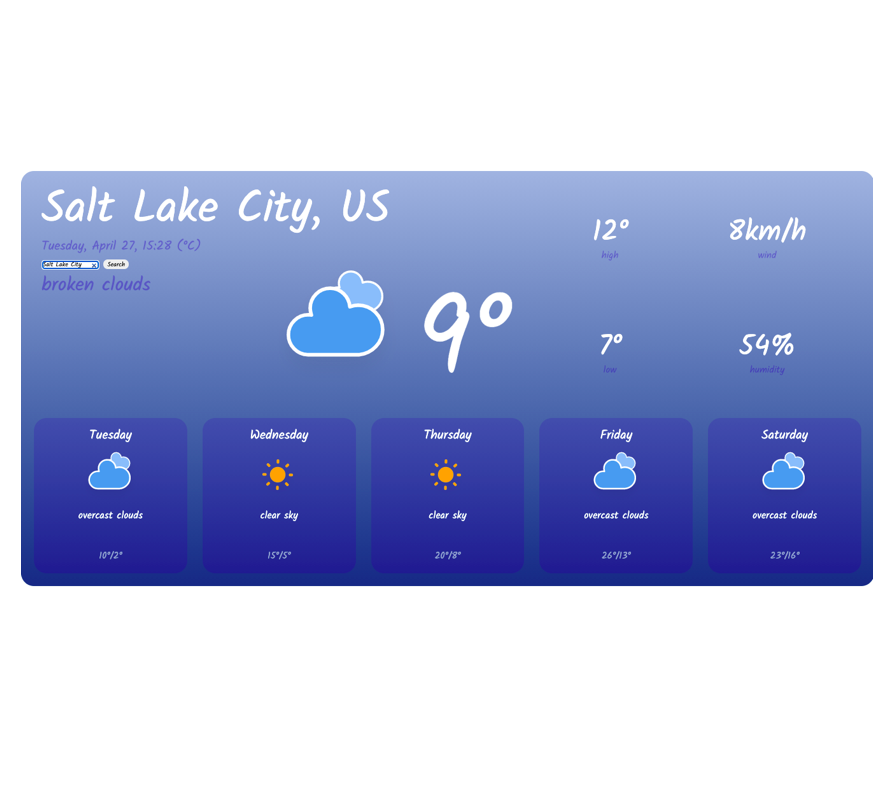 Salt Lake City, US
Tuesday, April 27, 15:28 (°C)
Salt Lake City
Search
broken clouds
9°
12°
high
8km/h
wind
7°
low
54%
humidity
Tuesday
overcast clouds
10°/2°
Wednesday
clear sky
15°/5°
Thursday
clear sky
20°/8°
Friday
overcast clouds
26°/13°
Saturday
overcast clouds
23°/16°